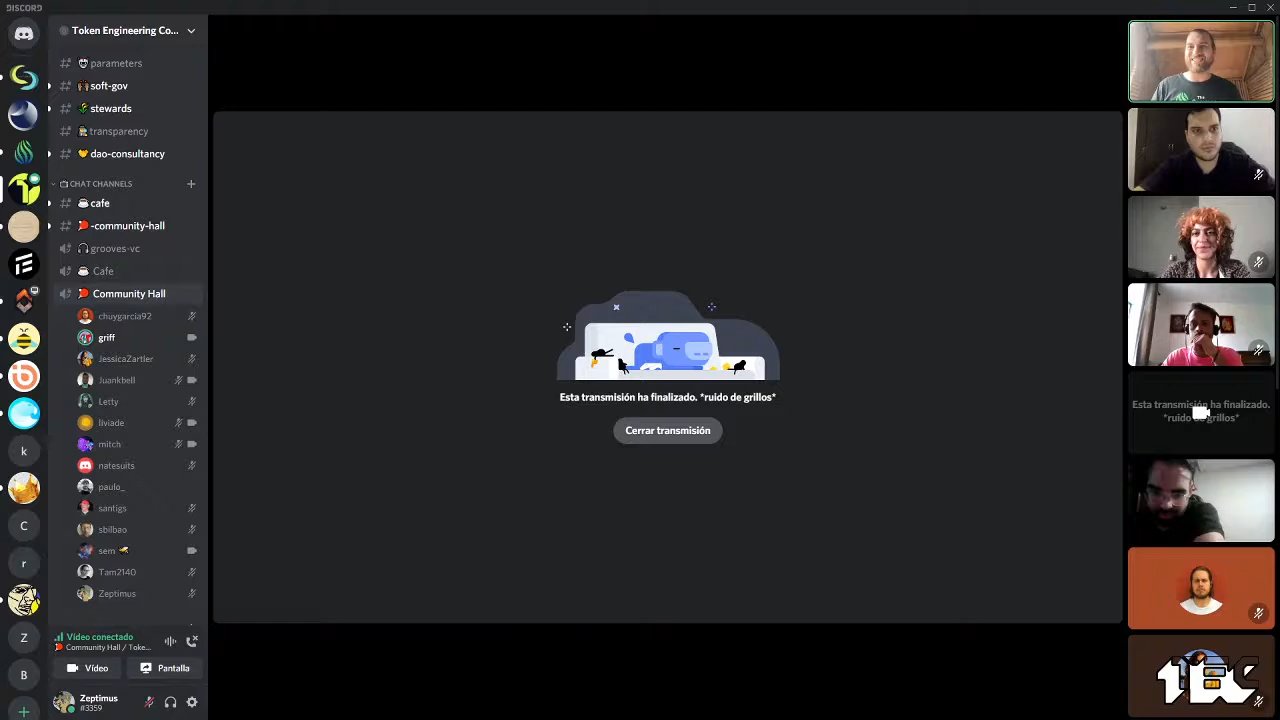 DISCORD
Token Engineering Co...
parameters
soft-gov
stewards
transparency
dao-consultancy
CHAT CHANNELS
cafe
-community-hall
grooves-vc
Cafe
Community Hall
chuygarcia92
griff
JessicaZartler
Juankbell
Letty
liviade
mitch
natesuits
paulo_
santigs
sbilbao
sem
Tam2140
Zeptimus
k
C
r
Z
B
Vídeo conectado
Community Hall / Toke...
Vídeo
Pantalla
Zeptimus
#3359
Esta transmisión ha finalizado. *ruido de grillos*
Cerrar transmisión
The
Esta transmisión ha finalizado.
*ruido de grillos*
TEC